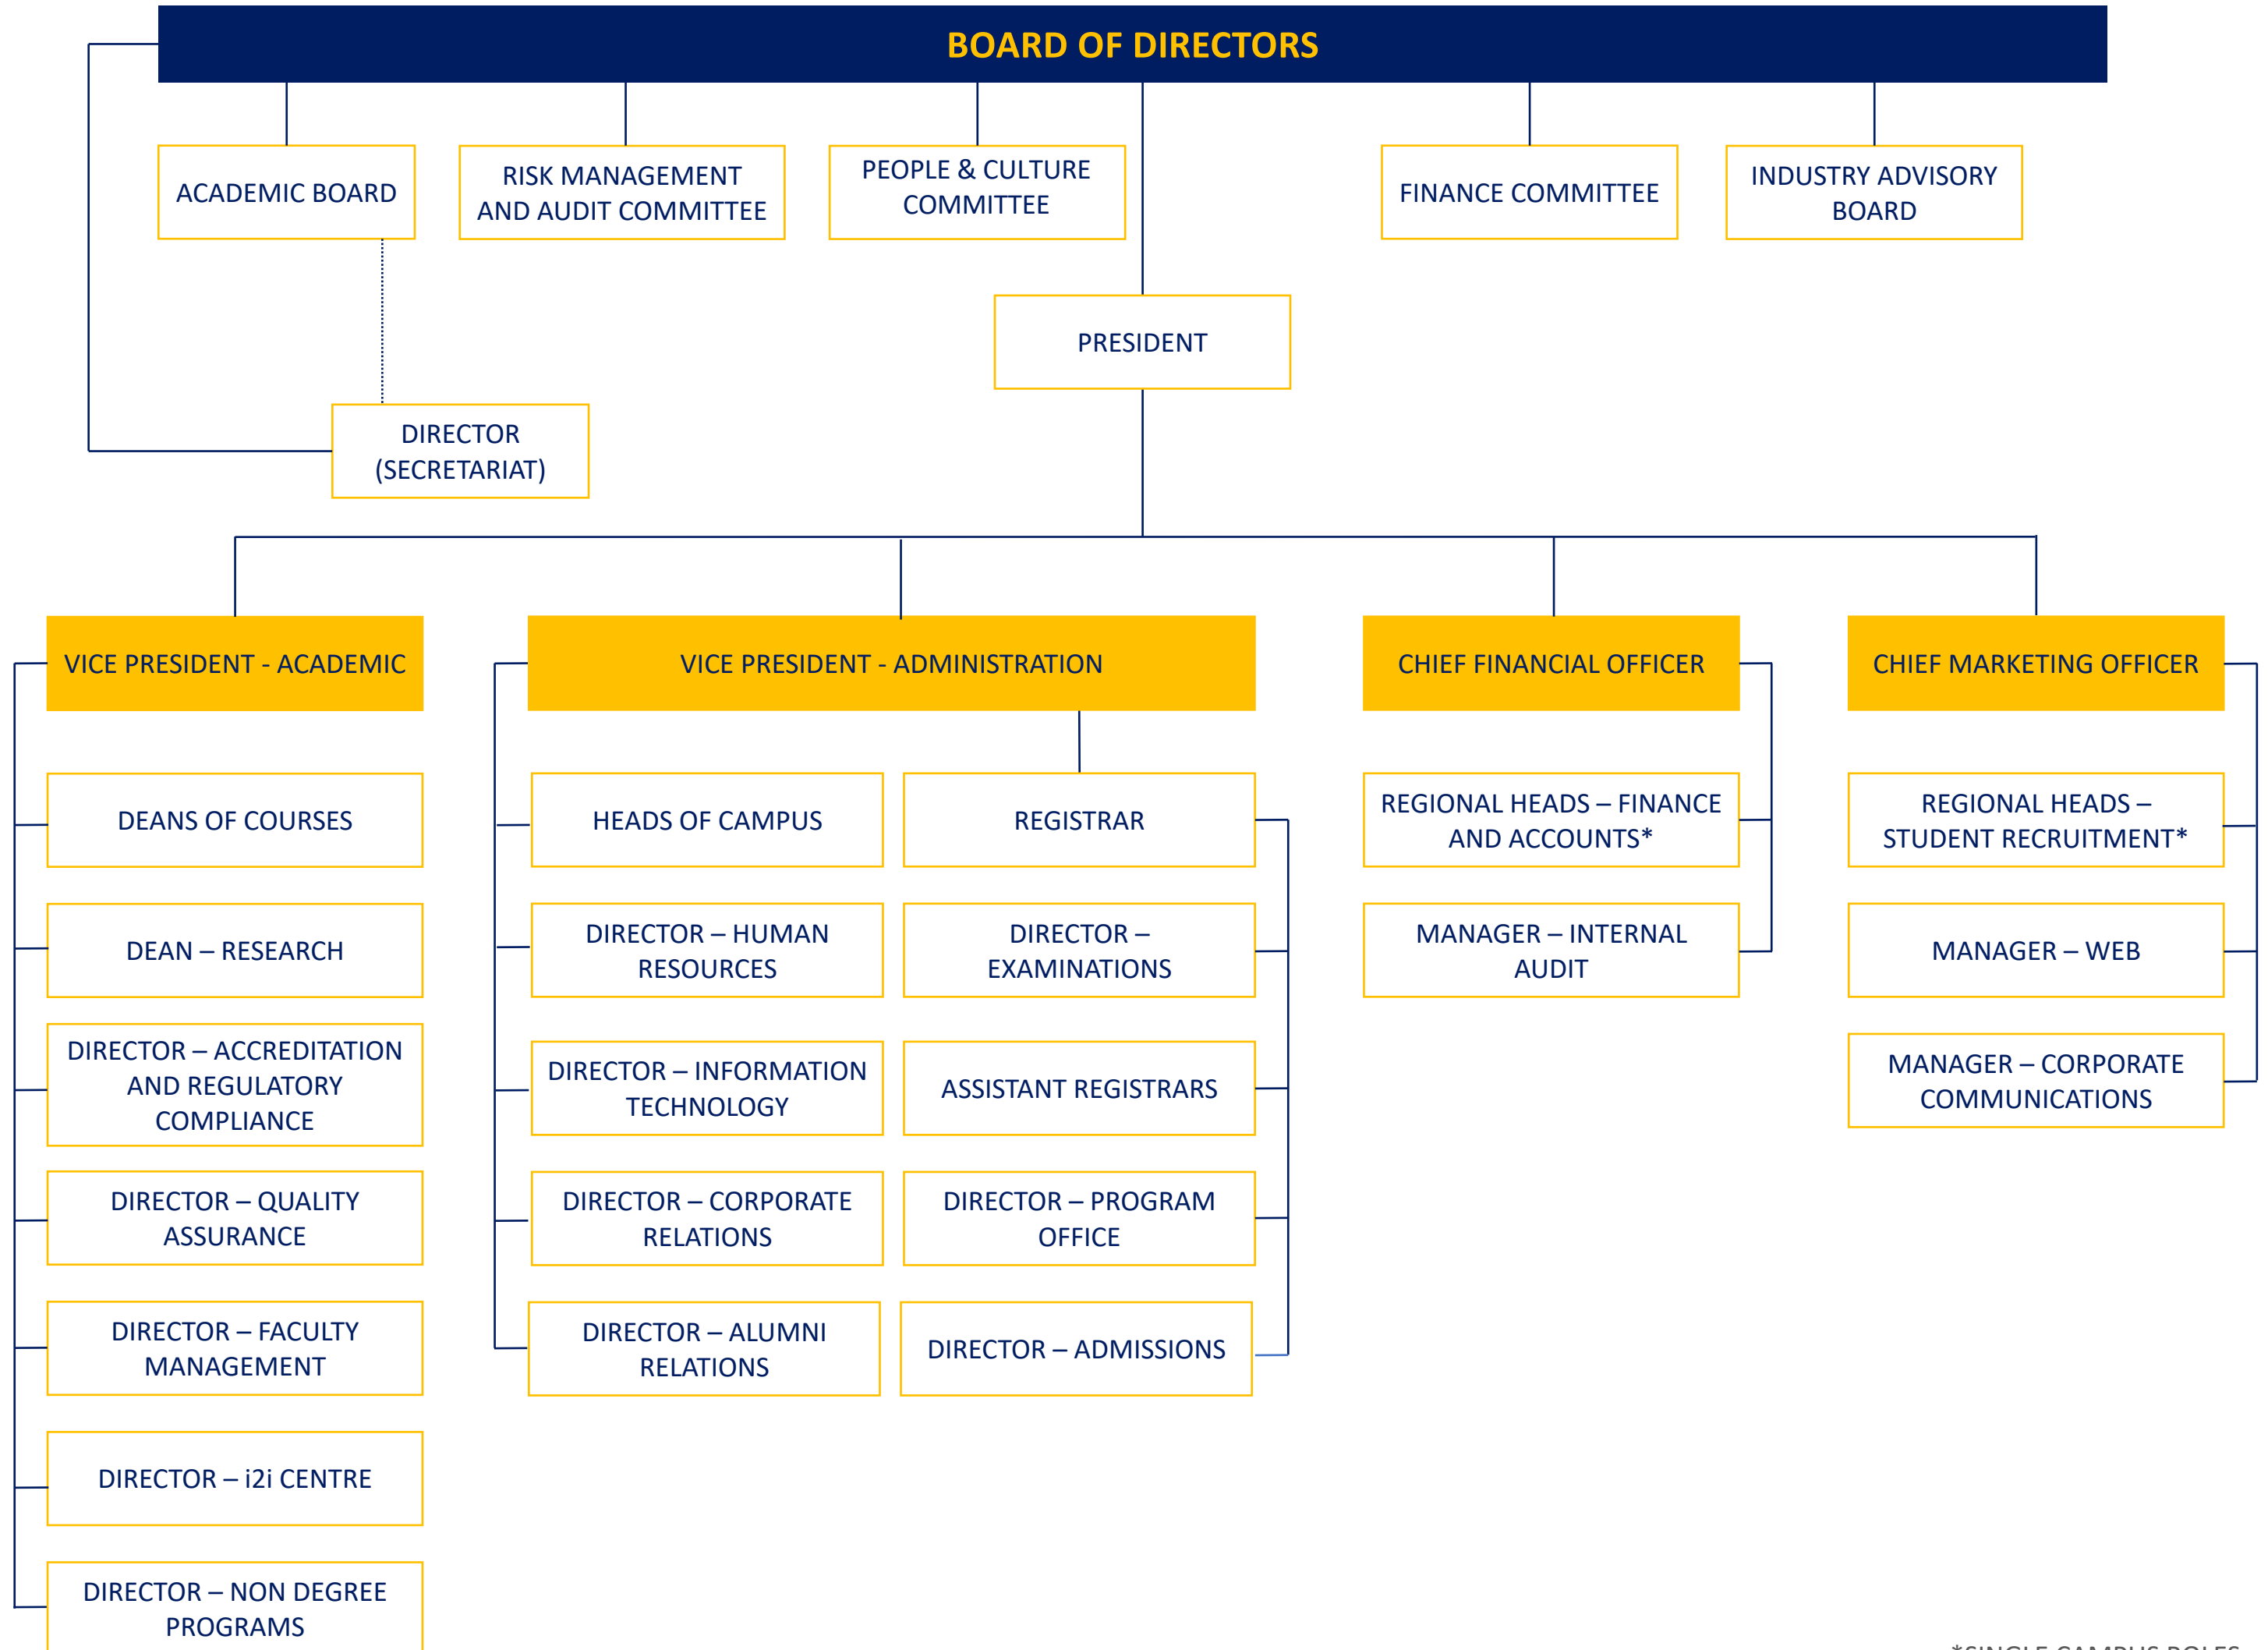 BOARD OF DIRECTORS
ACADEMIC BOARD
RISK MANAGEMENT
AND AUDIT COMMITTEE
PEOPLE & CULTURE
COMMITTEE
FINANCE COMMITTEE
INDUSTRY ADVISORY
BOARD
PRESIDENT
DIRECTOR
(SECRETARIAT)
VICE PRESIDENT - ACADEMIC
DEANS OF COURSES
DEAN – RESEARCH
DIRECTOR – ACCREDITATION
AND REGULATORY
COMPLIANCE
DIRECTOR – QUALITY
ASSURANCE
DIRECTOR – FACULTY
MANAGEMENT
DIRECTOR – i2i CENTRE
DIRECTOR – NON DEGREE
PROGRAMS
VICE PRESIDENT - ADMINISTRATION
HEADS OF CAMPUS
DIRECTOR – HUMAN
RESOURCES
DIRECTOR – INFORMATION
TECHNOLOGY
DIRECTOR – CORPORATE
RELATIONS
DIRECTOR – ALUMNI
RELATIONS
REGISTRAR
DIRECTOR –
EXAMINATIONS
ASSISTANT REGISTRARS
DIRECTOR – PROGRAM
OFFICE
DIRECTOR – ADMISSIONS
CHIEF FINANCIAL OFFICER
REGIONAL HEADS – FINANCE
AND ACCOUNTS*
MANAGER – INTERNAL
AUDIT
CHIEF MARKETING OFFICER
REGIONAL HEADS –
STUDENT RECRUITMENT*
MANAGER – WEB
MANAGER – CORPORATE
COMMUNICATIONS
*SINGLE CAMPUS ROLES